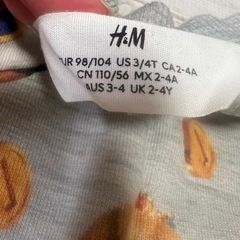 H&M
UR 98/104 US 3/4T CA 2-4A
CN 110/56 MX 2-4A
AUS 3-4 UK 2-4Y